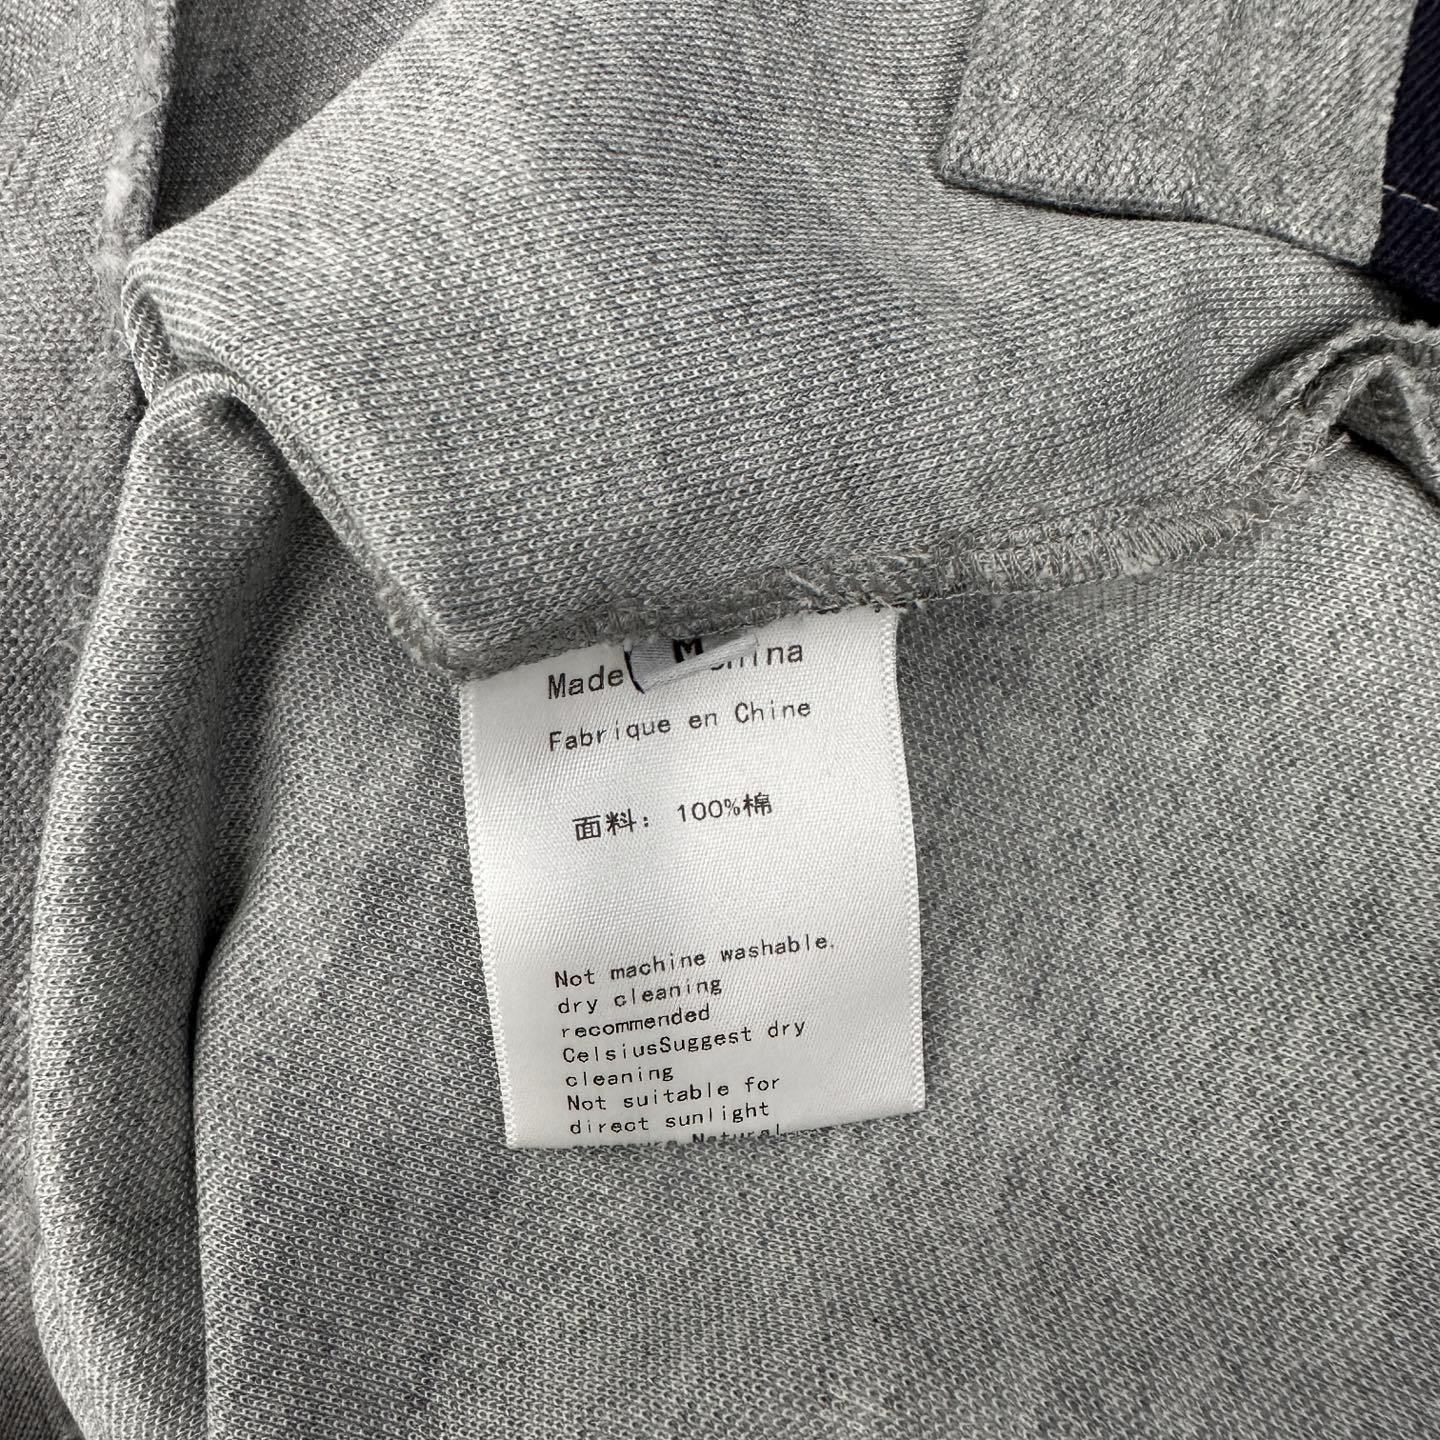 M
Made
Fabrique en Chine
面料: 100%棉
Not machine washable.
dry cleaning
recommended
CelsiusSuggest dry
cleaning
Not suitable for
direct sunlight
Natural